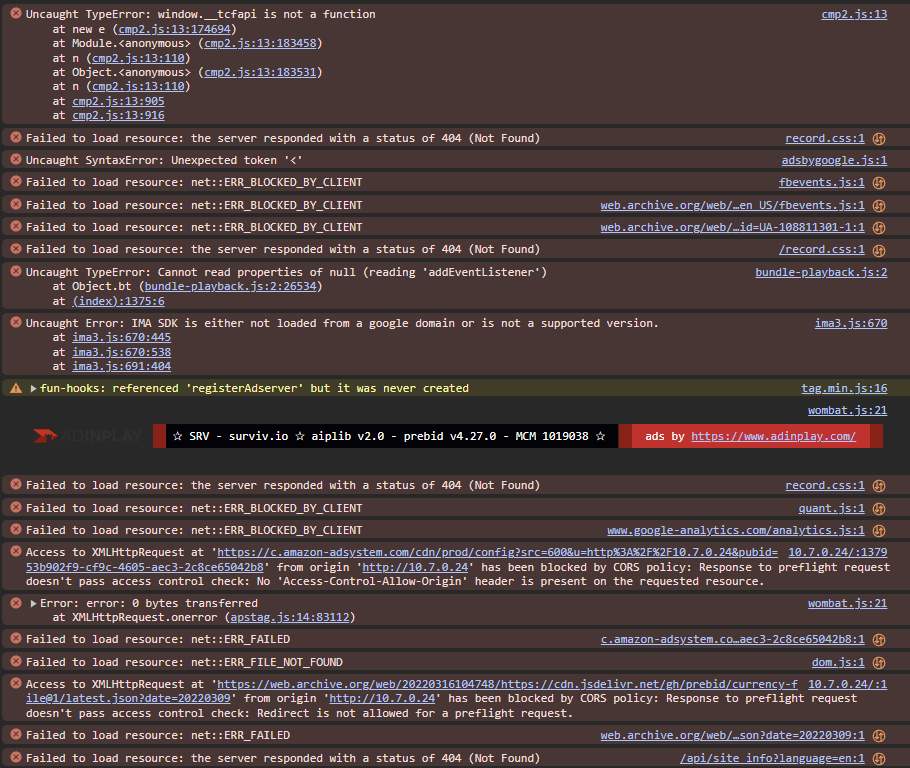 Uncaught TypeError: window.__tcfapi is not a function cmp2.js:13
at new e (cmp2.js:13:174694)
at Module.<anonymous> (cmp2.js:13:183458)
at n (cmp2.js:13:110)
at Object.<anonymous> (cmp2.js:13:183531)
at n (cmp2.js:13:110)
at cmp2.js:13:905
at cmp2.js:13:916
Failed to load resource: the server responded with a status of 404 (Not Found) record.css:1
Uncaught SyntaxError: Unexpected token '<' adsbygoogle.js:1
Failed to load resource: net::ERR_BLOCKED_BY_CLIENT fbevents.js:1
Failed to load resource: net::ERR_BLOCKED_BY_CLIENT web.archive.org/web/…en_US/fbevents.js:1
Failed to load resource: net::ERR_BLOCKED_BY_CLIENT web.archive.org/web/…id=UA-108811301-1:1
Failed to load resource: the server responded with a status of 404 (Not Found) /record.css:1
Uncaught TypeError: Cannot read properties of null (reading 'addEventListener') bundle-playback.js:2
at Object.bt (bundle-playback.js:2:26534)
at (index):1375:6
Uncaught Error: IMA SDK is either not loaded from a google domain or is not a supported version. ima3.js:670
at ima3.js:670:445
at ima3.js:670:538
at ima3.js:691:404
fun-hooks: referenced 'registerAdserver' but it was never created tag.min.js:16
wombat.js:21
ADINPLAY ☆ SRV - surviv.io ☆ aiplib v2.0 - prebid v4.27.0 - MCM 1019038 ☆ ads by https://www.adinplay.com/
Failed to load resource: the server responded with a status of 404 (Not Found) record.css:1
Failed to load resource: net::ERR_BLOCKED_BY_CLIENT quant.js:1
Failed to load resource: net::ERR_BLOCKED_BY_CLIENT www.google-analytics.com/analytics.js:1
Access to XMLHttpRequest at 'https://c.amazon-adsystem.com/cdn/prod/config?src=600&u=http%3A%2F%2F10.7.0.24&pubid= 10.7.0.24/:1379
53b902f9-cf9c-4605-aec3-2c8ce65042b8' from origin 'http://10.7.0.24' has been blocked by CORS policy: Response to preflight request
doesn't pass access control check: No 'Access-Control-Allow-Origin' header is present on the requested resource.
Error: error: 0 bytes transferred wombat.js:21
at XMLHttpRequest.onerror (apstag.js:14:83112)
Failed to load resource: net::ERR_FAILED c.amazon-adsystem.co…aec3-2c8ce65042b8:1
Failed to load resource: net::ERR_FILE_NOT_FOUND dom.js:1
Access to XMLHttpRequest at 'https://web.archive.org/web/20220316104748/https://cdn.jsdelivr.net/gh/prebid/currency-f 10.7.0.24/:1
ile@1/latest.json?date=20220309' from origin 'http://10.7.0.24' has been blocked by CORS policy: Response to preflight request
doesn't pass access control check: Redirect is not allowed for a preflight request.
Failed to load resource: net::ERR_FAILED web.archive.org/web/…son?date=20220309:1
Failed to load resource: the server responded with a status of 404 (Not Found) /api/site_info?language=en:1